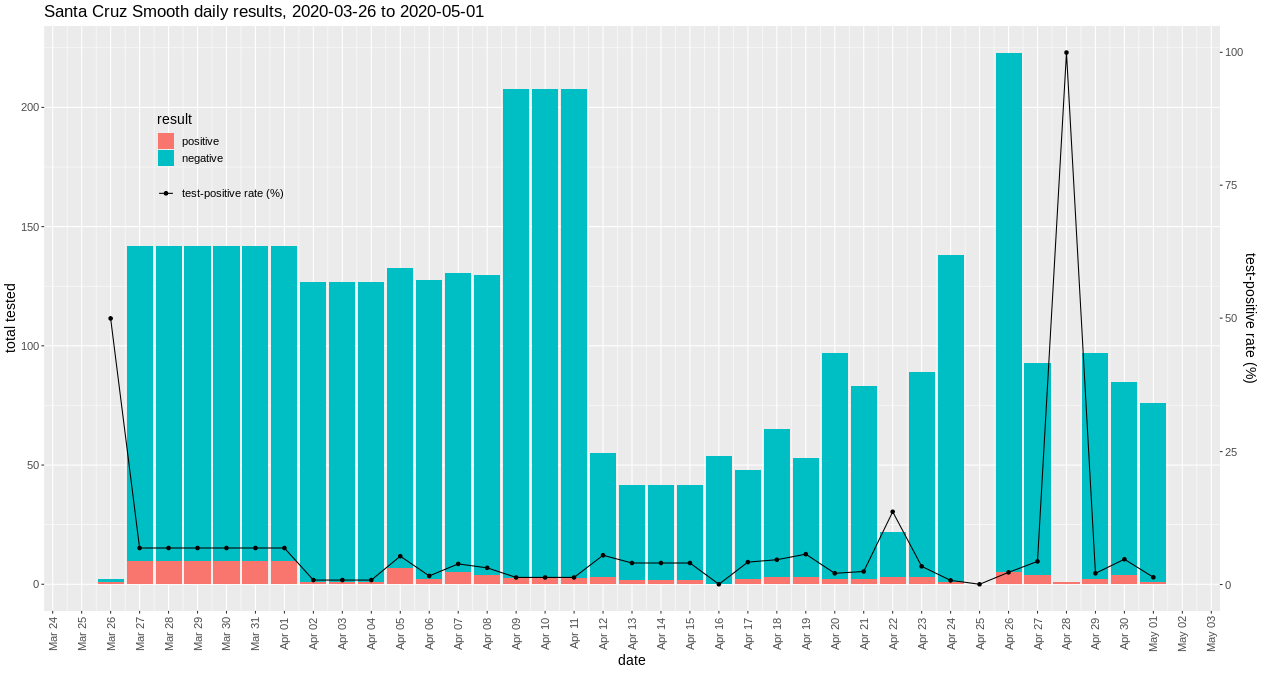 Santa Cruz Smooth daily results, 2020-03-26 to 2020-05-01
result
positive
negative
test-positive rate (%)
total tested
200
150
100
50
0
100
75
50
25
0
test-positive rate (%)
Mar 24
Mar 25
Mar 26
Mar 27
Mar 28
Mar 29
Mar 30
Mar 31
Apr 01
Apr 02
Apr 03
Apr 04
Apr 05
Apr 06
Apr 07
Apr 08
Apr 09
Apr 10
Apr 11
Apr 12
Apr 13
Apr 14
Apr 15
Apr 16
Apr 17
Apr 18
Apr 19
Apr 20
Apr 21
Apr 22
Apr 23
Apr 24
Apr 25
Apr 26
Apr 27
Apr 28
Apr 29
Apr 30
May 01
May 02
May 03
date